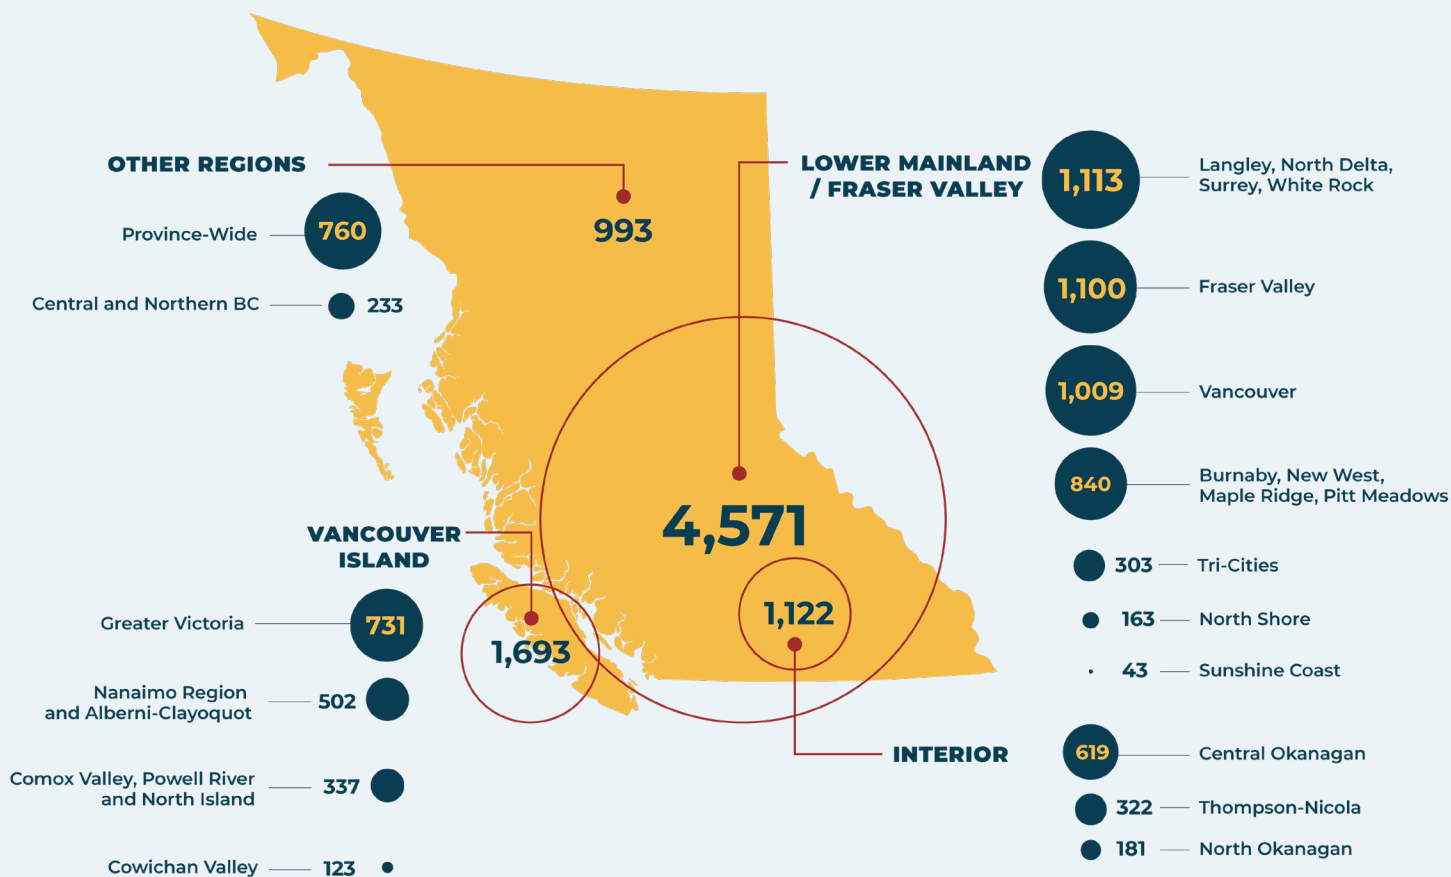 OTHER REGIONS
993
760
Province-Wide
Central and Northern BC
233
LOWER MAINLAND
/ FRASER VALLEY
4,571
1,113
Langley, North Delta,
Surrey, White Rock
1,100
Fraser Valley
1,009
Vancouver
840
Burnaby, New West,
Maple Ridge, Pitt Meadows
303
Tri-Cities
163
North Shore
43
Sunshine Coast
VANCOUVER
ISLAND
1,693
Greater Victoria
731
Nanaimo Region
and Alberni-Clayoquot
502
Comox Valley, Powell River
and North Island
337
Cowichan Valley
123
INTERIOR
1,122
619
Central Okanagan
322
Thompson-Nicola
181
North Okanagan